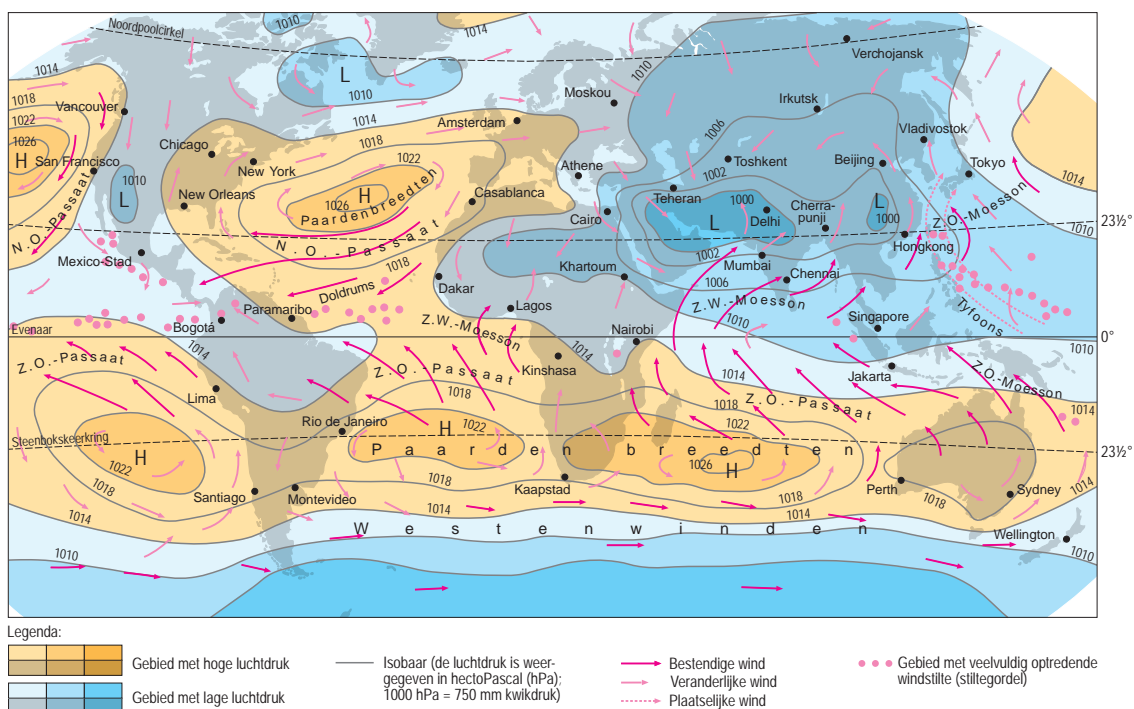 1010
Noordpoolcirkel
1014
1010
1014
1014
L
1010
Verchojansk
1018
Vancouver
1022
1026
H
San Francisco
N.O.-Passaat
1010
L
Moskou
Irkutsk
1006
Amsterdam
1014
1018
Chicago
New York
1022
Vladivostok
Toshkent
Beijing
Tokyo
Athene
1014
New Orleans
H
1026
Paardenbreedten
Casablanca
1002
Teheran
1000
L
Delhi
Cherra-
punji
L
1000
Z.O.-Moesson
Cairo
23½°
1010
N.O.-Passaat
Hongkong
Mexico-Stad
1002
Mumbai
Khartoum
Chennai
1018
Doldrums
Dakar
1006
Z.W.-Moesson
Tyfoons
Paramaribo
Lagos
Bogotá
Z.W.-Moesson
1010
Singapore
Nairobi
Evenaar
0°
1010
1014
Z.O.-Passaat
1014
Kinshasa
Z.O.-Passaat
1014
Jakarta
Z.O.-Moesson
Lima
1018
1018
Z.O.-Passaat
1014
Rio de Janeiro
H
1022
Steenbokskeerkring
Paardenbreedten
23½°
H
1022
1026
H
1018
Santiago
Montevideo
Kaapstad
1018
Perth
1018
Sydney
1014
1014
1014
1014
Westenwinden
Wellington
1010
1010
Legenda:
Gebied met hoge luchtdruk
Gebied met lage luchtdruk
Isobaar (de luchtdruk is weer-
gegeven in hectoPascal (hPa);
1000 hPa = 750 mm kwikdruk)
Bestendige wind
Veranderlijke wind
Plaatselijke wind
Gebied met veelvuldig optredende
windstilte (stiltegordel)